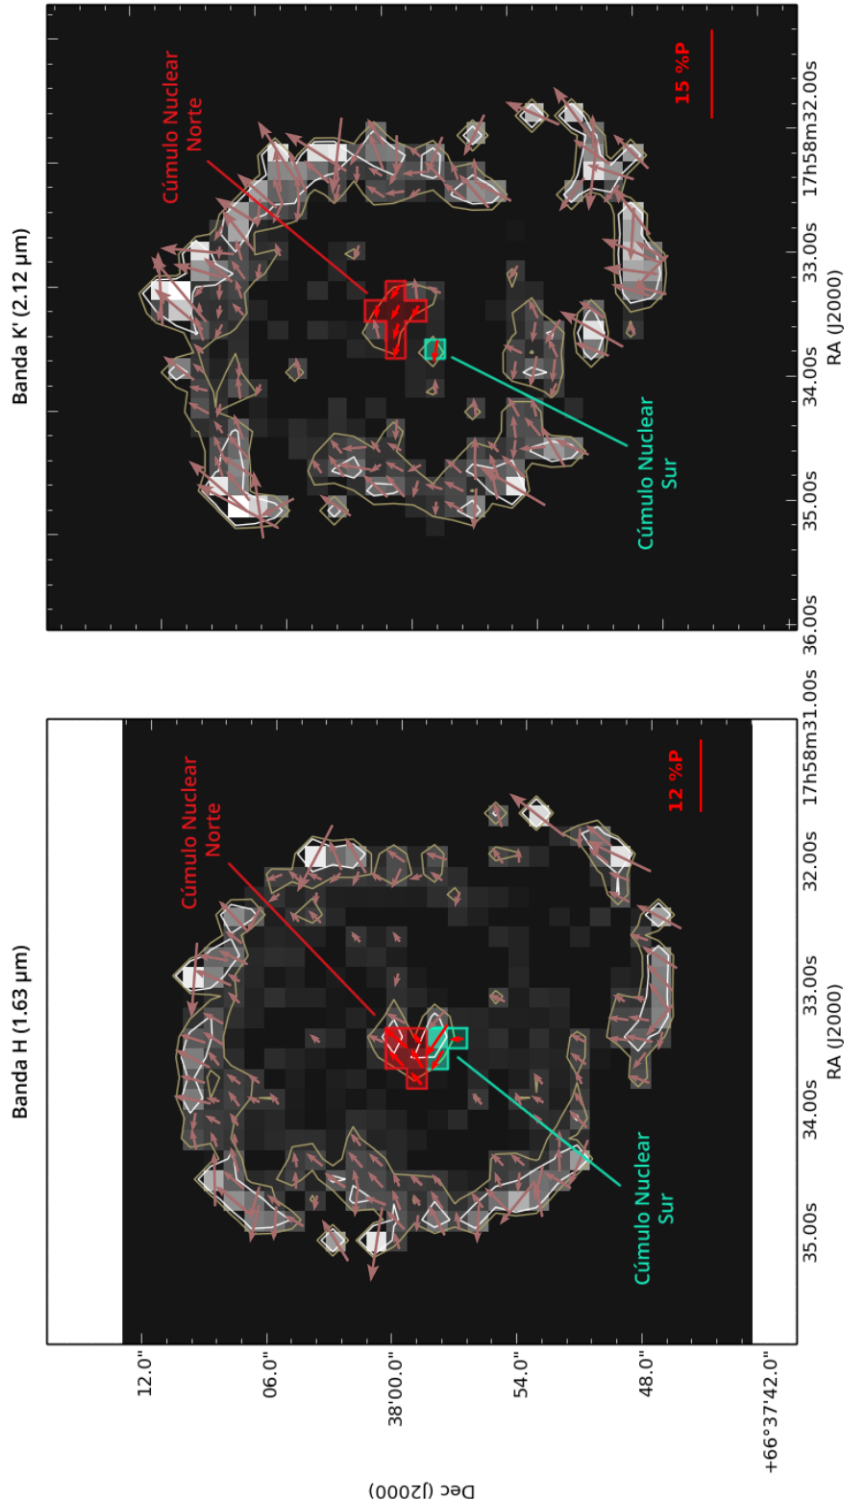 Banda H (1.63 μm)
Cúmulo Nuclear
Norte
Cúmulo Nuclear
Sur
12 %P
Dec (J2000)
12.0"
06.0"
38'00.0"
54.0"
48.0"
+66°37'42.0"
35.00s
34.00s
33.00s
32.00s
17h58m31.00s
RA (J2000)
Banda K' (2.12 μm)
Cúmulo Nuclear
Norte
Cúmulo Nuclear
Sur
15 %P
36.00s
35.00s
34.00s
33.00s
17h58m32.00s
RA (J2000)